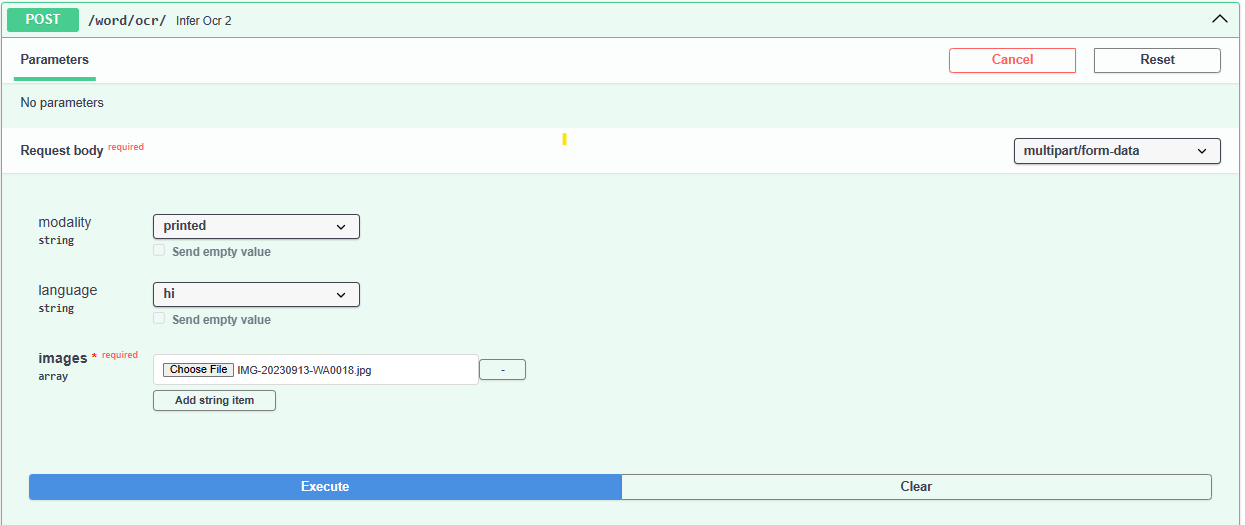 POST /word/ocr/ Infer Ocr 2
Parameters Cancel Reset
No parameters
Request body required multipart/form-data
modality printed
string
Send empty value
language hi
string
Send empty value
images * required
array
Choose File IMG-20230913-WA0018.jpg -
Add string item
Execute Clear